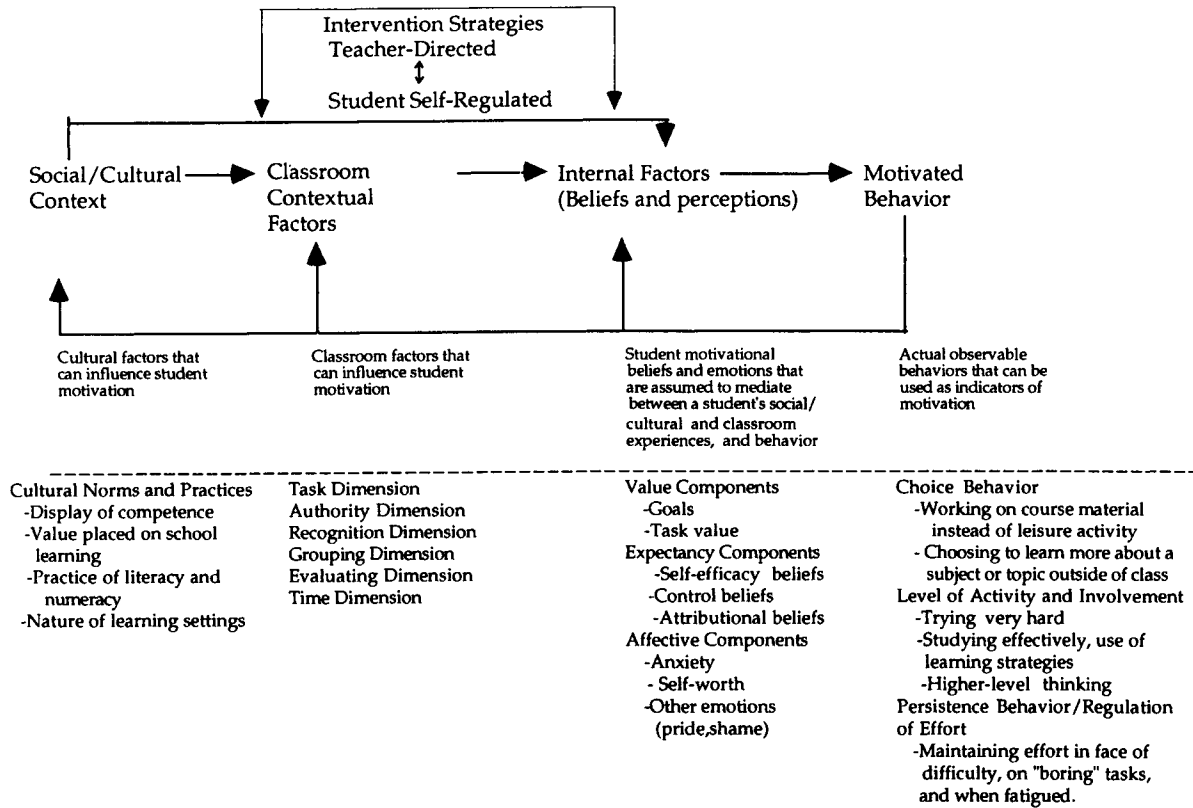 Intervention Strategies
Teacher-Directed
Student Self-Regulated
Social/Cultural
Context
Classroom
Contextual
Factors
Internal Factors
(Beliefs and perceptions)
Motivated
Behavior
Cultural factors that
can influence student
motivation
Classroom factors that
can influence student
motivation
Student motivational
beliefs and emotions that
are assumed to mediate
between a student's social/
cultural and classroom
experiences, and behavior
Actual observable
behaviors that can be
used as indicators of
motivation
Cultural Norms and Practices
-Display of competence
-Value placed on school
learning
-Practice of literacy and
numeracy
-Nature of learning settings
Task Dimension
Authority Dimension
Recognition Dimension
Grouping Dimension
Evaluating Dimension
Time Dimension
Value Components
-Goals
-Task value
Expectancy Components
-Self-efficacy beliefs
-Control beliefs
-Attributional beliefs
Affective Components
-Anxiety
- Self-worth
-Other emotions
(pride,shame)
Choice Behavior
-Working on course material
instead of leisure activity
- Choosing to learn more about a
subject or topic outside of class
Level of Activity and Involvement
-Trying very hard
-Studying effectively, use of
learning strategies
-Higher-level thinking
Persistence Behavior/Regulation
of Effort
-Maintaining effort in face of
difficulty, on "boring" tasks,
and when fatigued.